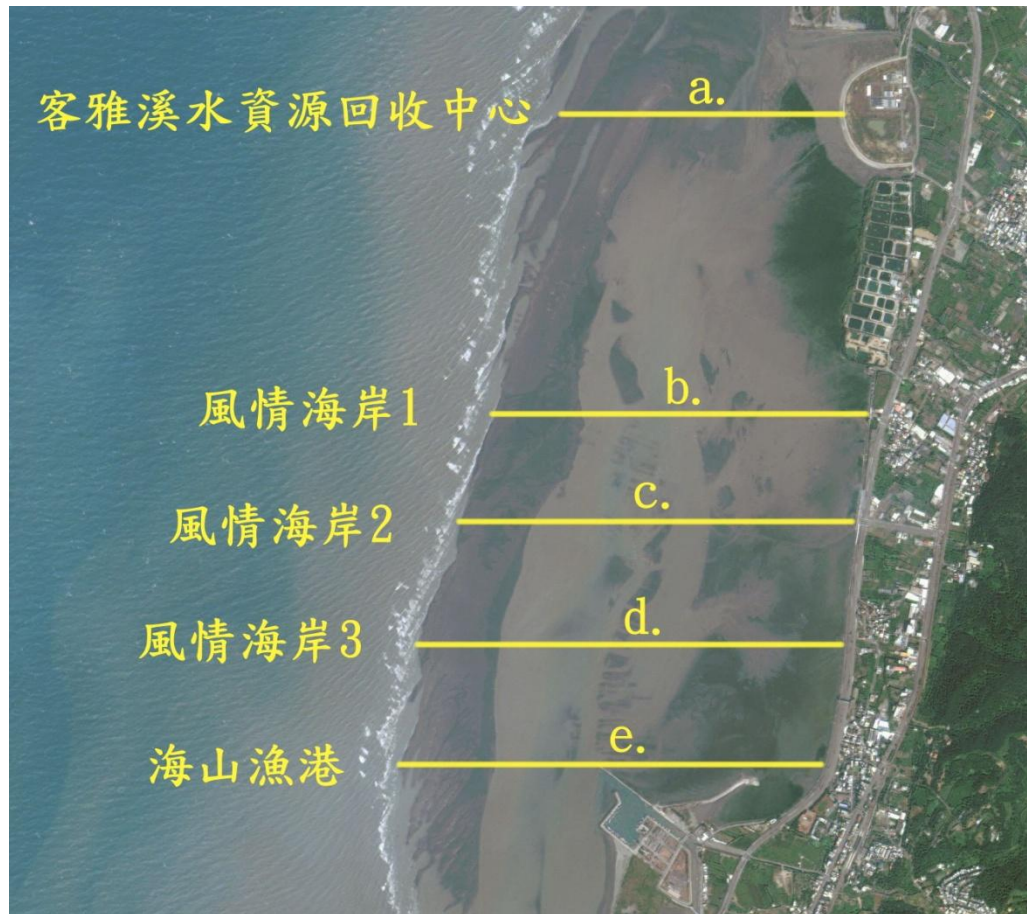 客雅溪水資源回收中心 a.
風情海岸1 b.
風情海岸2 c.
風情海岸3 d.
海山漁港 e.